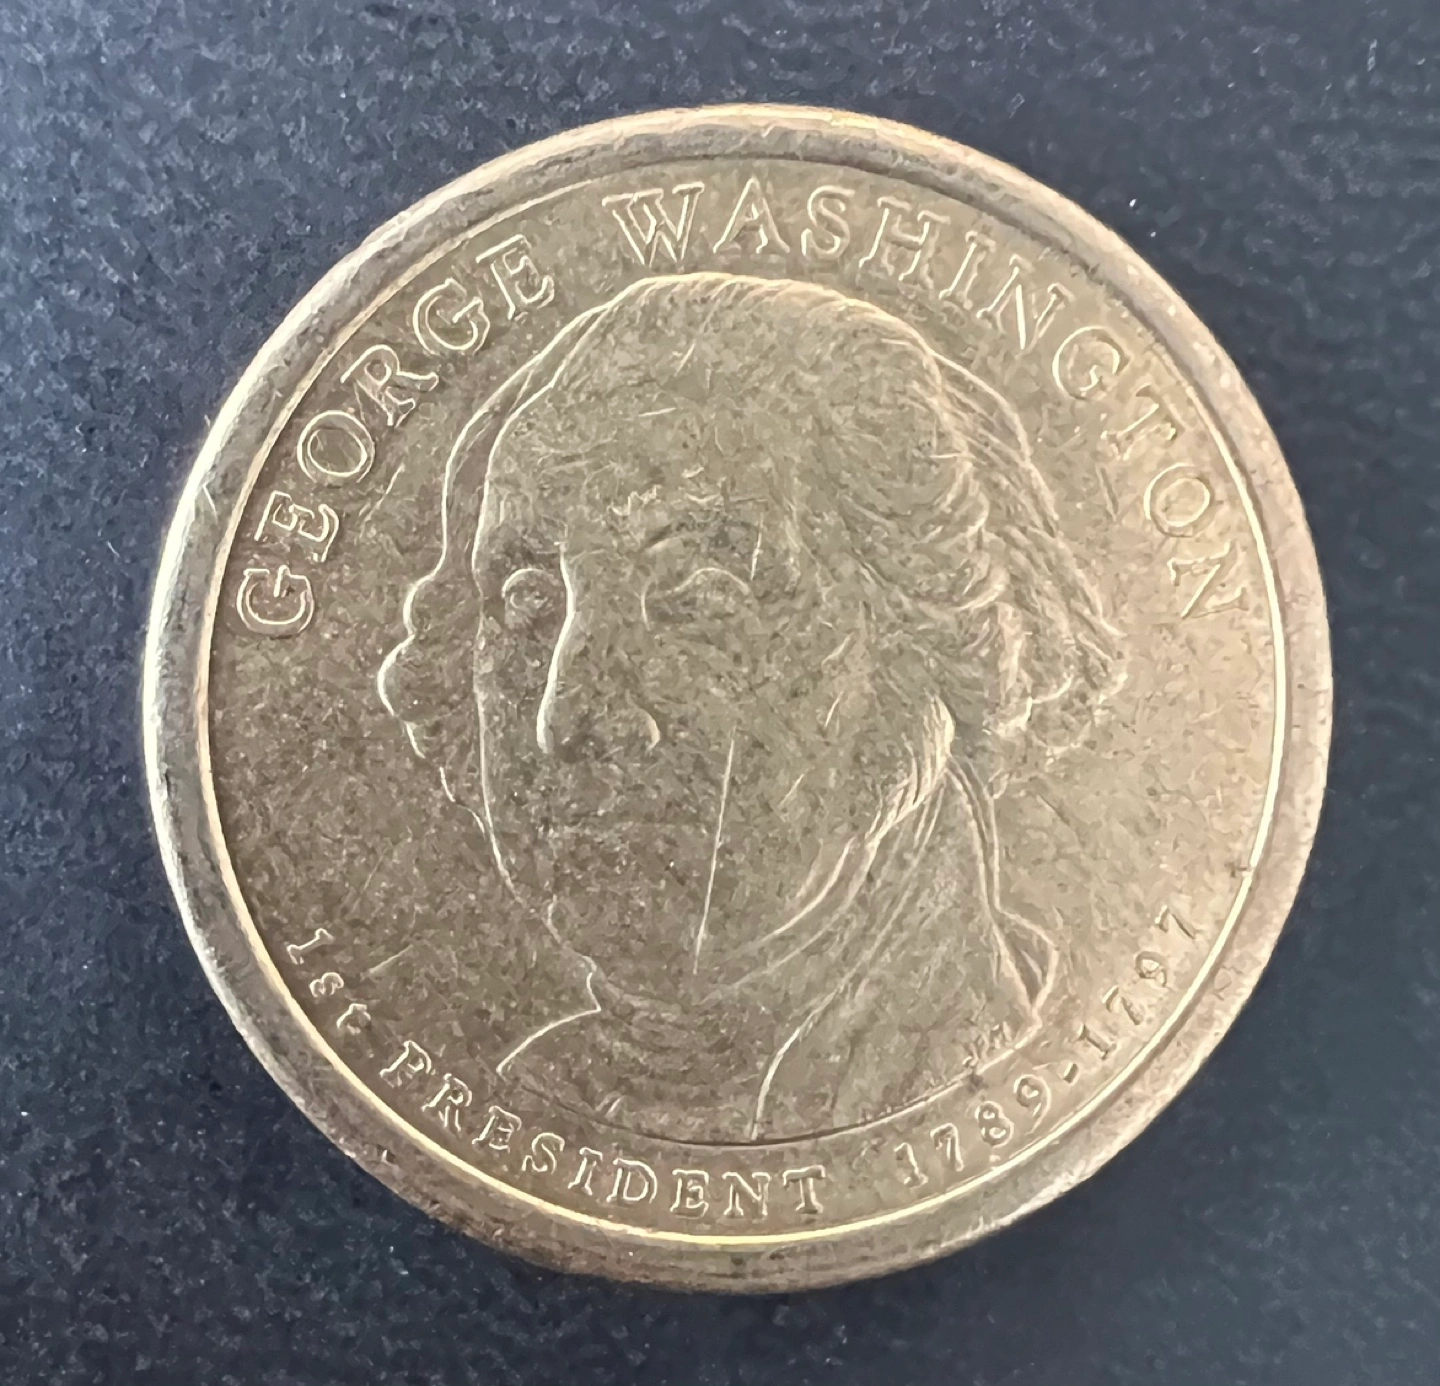 GEORGE WASHINGTON
1st PRESIDENT 1789-1797